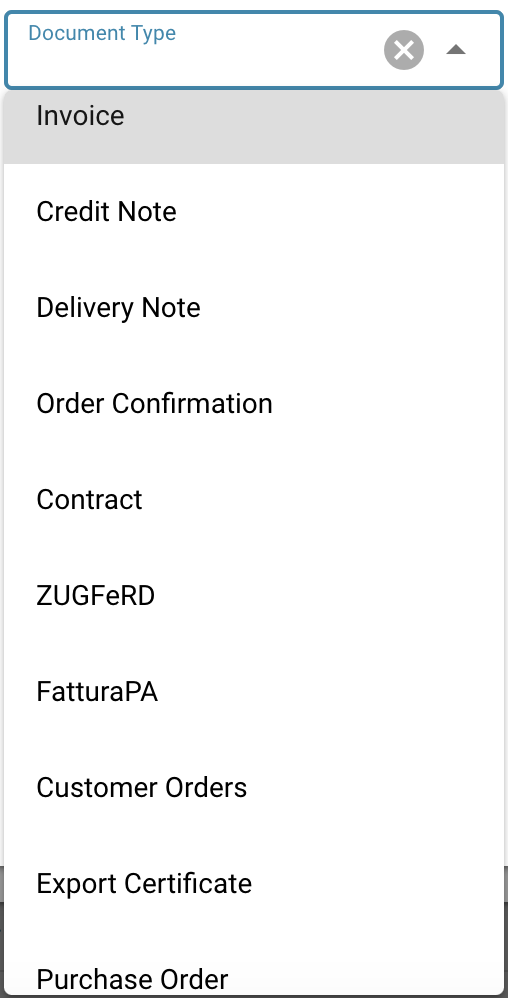 Document Type
Invoice
Credit Note
Delivery Note
Order Confirmation
Contract
ZUGFeRD
FatturaPA
Customer Orders
Export Certificate
Purchase Order